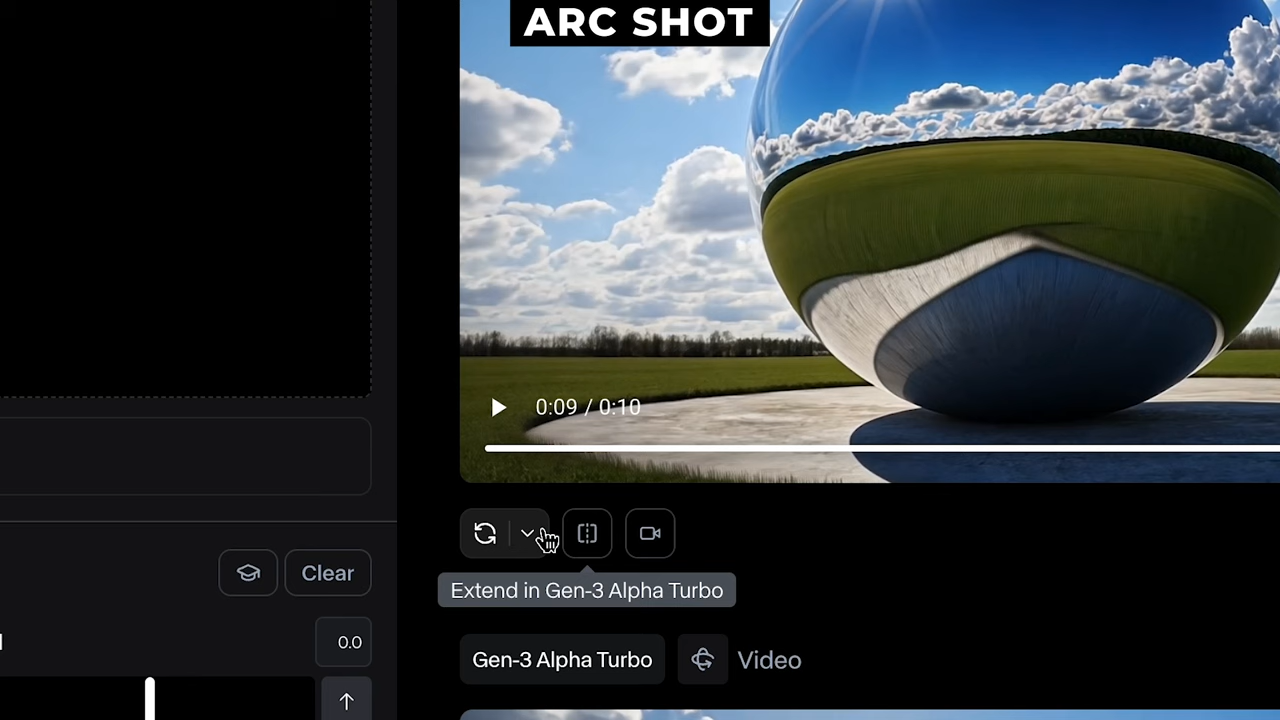 ARC SHOT
0:09 / 0:10
Extend in Gen-3 Alpha Turbo
Clear
0.0
Gen-3 Alpha Turbo
Video